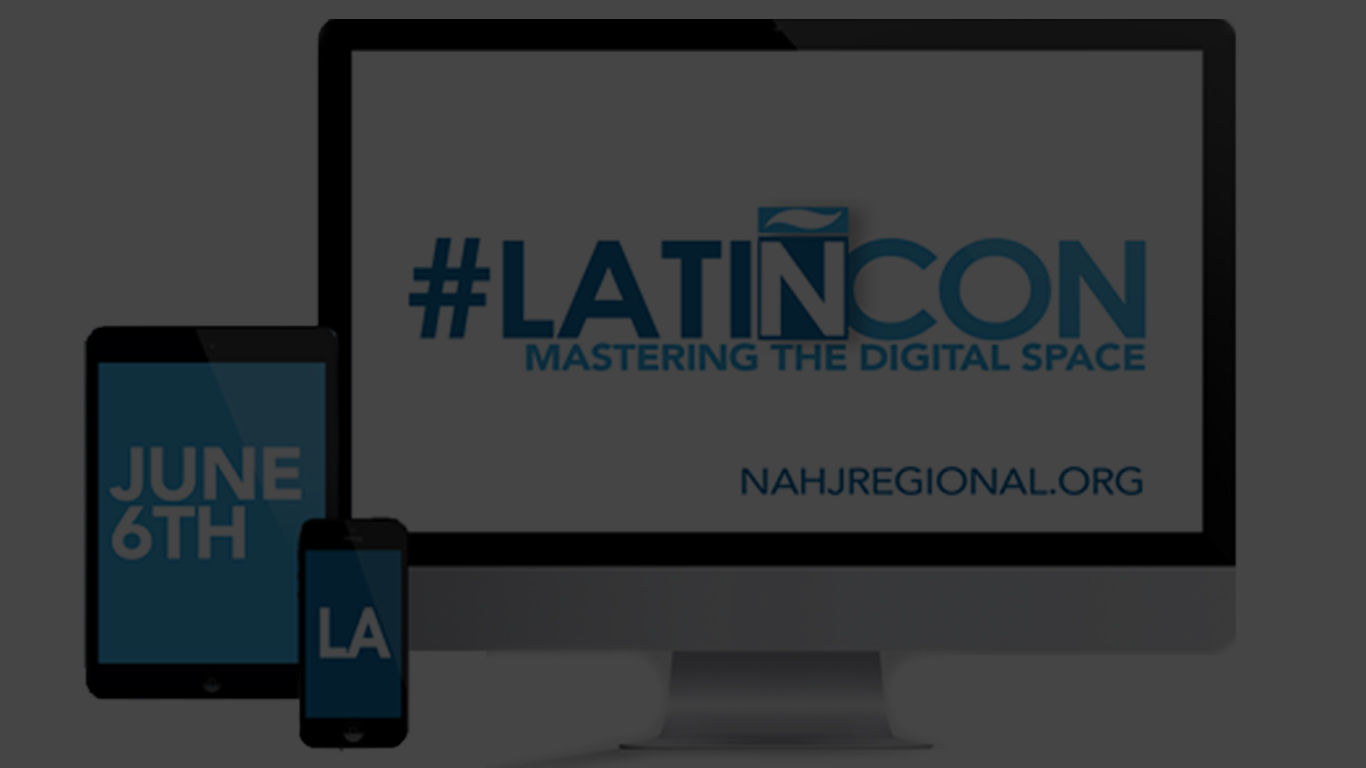 #LATIÑCON
MASTERING THE DIGITAL SPACE
NAHJREGIONAL.ORG
JUNE
6TH
LA